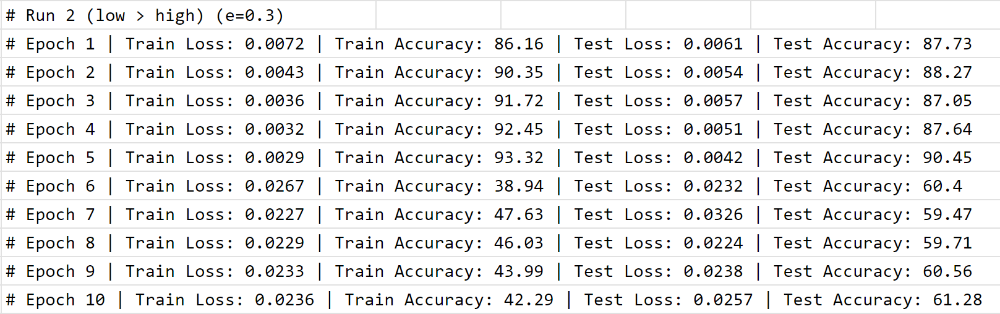 # Run 2 (low > high) (e=0.3)
# Epoch 1 | Train Loss: 0.0072 | Train Accuracy: 86.16 | Test Loss: 0.0061 | Test Accuracy: 87.73
# Epoch 2 | Train Loss: 0.0043 | Train Accuracy: 90.35 | Test Loss: 0.0054 | Test Accuracy: 88.27
# Epoch 3 | Train Loss: 0.0036 | Train Accuracy: 91.72 | Test Loss: 0.0057 | Test Accuracy: 87.05
# Epoch 4 | Train Loss: 0.0032 | Train Accuracy: 92.45 | Test Loss: 0.0051 | Test Accuracy: 87.64
# Epoch 5 | Train Loss: 0.0029 | Train Accuracy: 93.32 | Test Loss: 0.0042 | Test Accuracy: 90.45
# Epoch 6 | Train Loss: 0.0267 | Train Accuracy: 38.94 | Test Loss: 0.0232 | Test Accuracy: 60.4
# Epoch 7 | Train Loss: 0.0227 | Train Accuracy: 47.63 | Test Loss: 0.0326 | Test Accuracy: 59.47
# Epoch 8 | Train Loss: 0.0229 | Train Accuracy: 46.03 | Test Loss: 0.0224 | Test Accuracy: 59.71
# Epoch 9 | Train Loss: 0.0233 | Train Accuracy: 43.99 | Test Loss: 0.0238 | Test Accuracy: 60.56
# Epoch 10 | Train Loss: 0.0236 | Train Accuracy: 42.29 | Test Loss: 0.0257 | Test Accuracy: 61.28